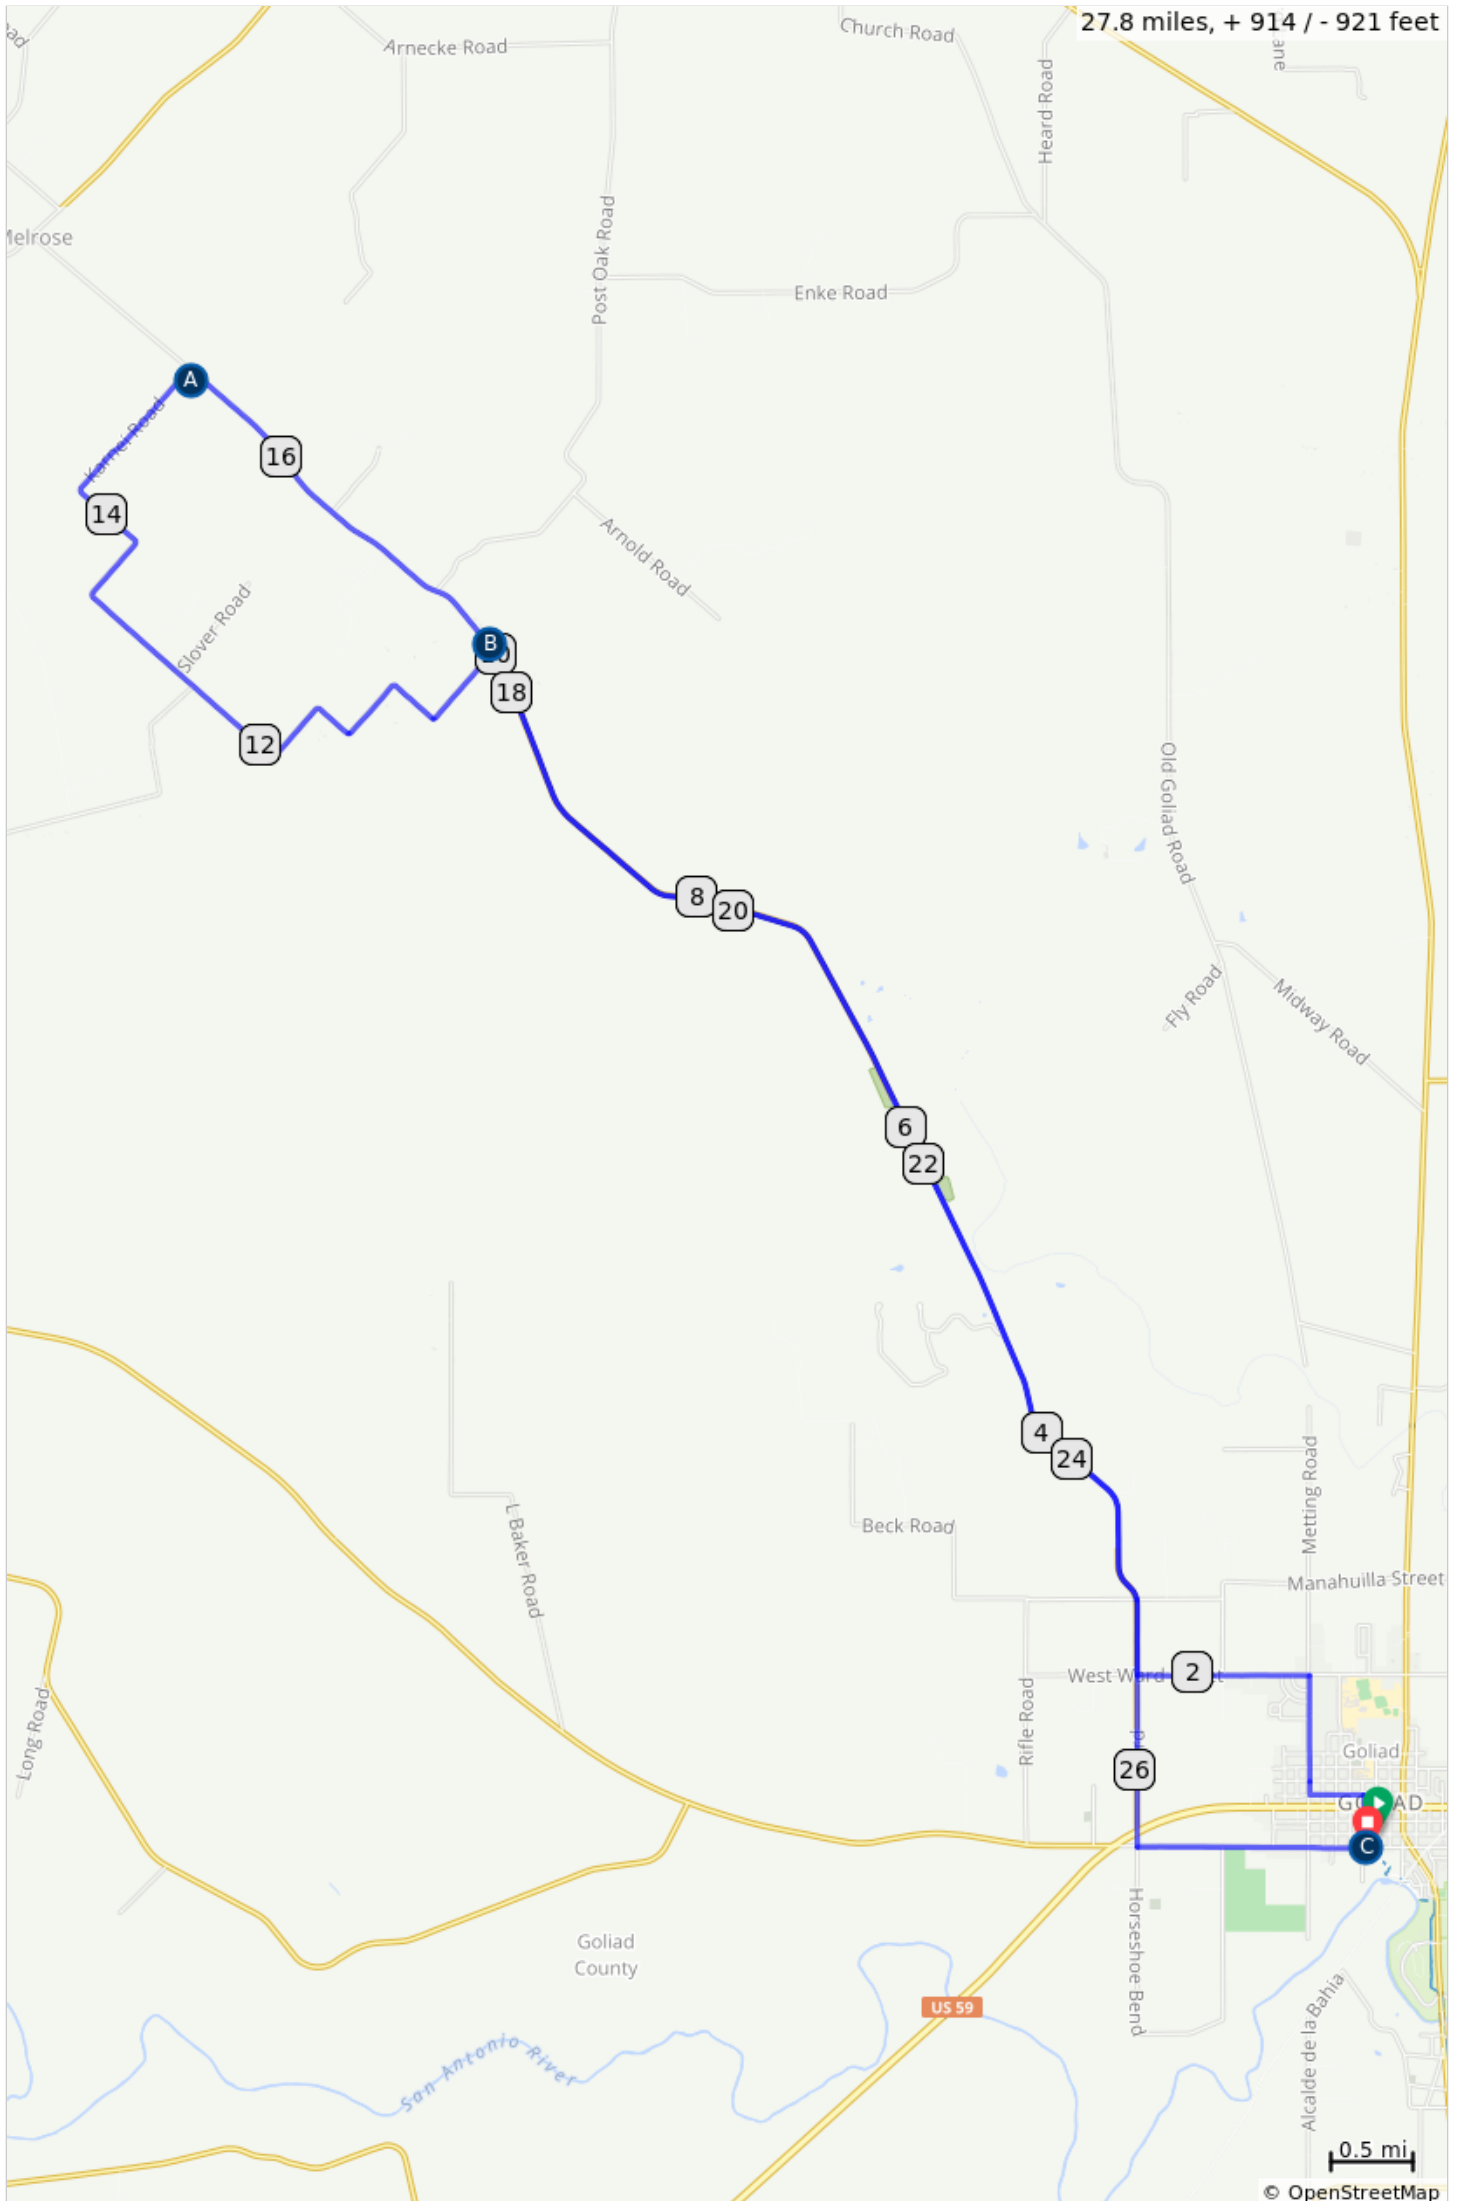 27.8 miles, + 914 / - 921 feet
Church Road
Arnecke Road
Heard Road
Post Oak Road
Enke Road
A
Karnei Road
16
14
Arnold Road
Slover Road
B
18
12
Old Goliad Road
8
20
Fly Road
Midway Road
6
22
4
24
Metting Road
L Baker Road
Beck Road
Manahuilla Street
2
Rifle Road
Long Road
26
Goliad
C
Horseshoe Bend
Goliad
County
US 59
San Antonio River
Alcalde de la Bahia
0.5 mi
© OpenStreetMap